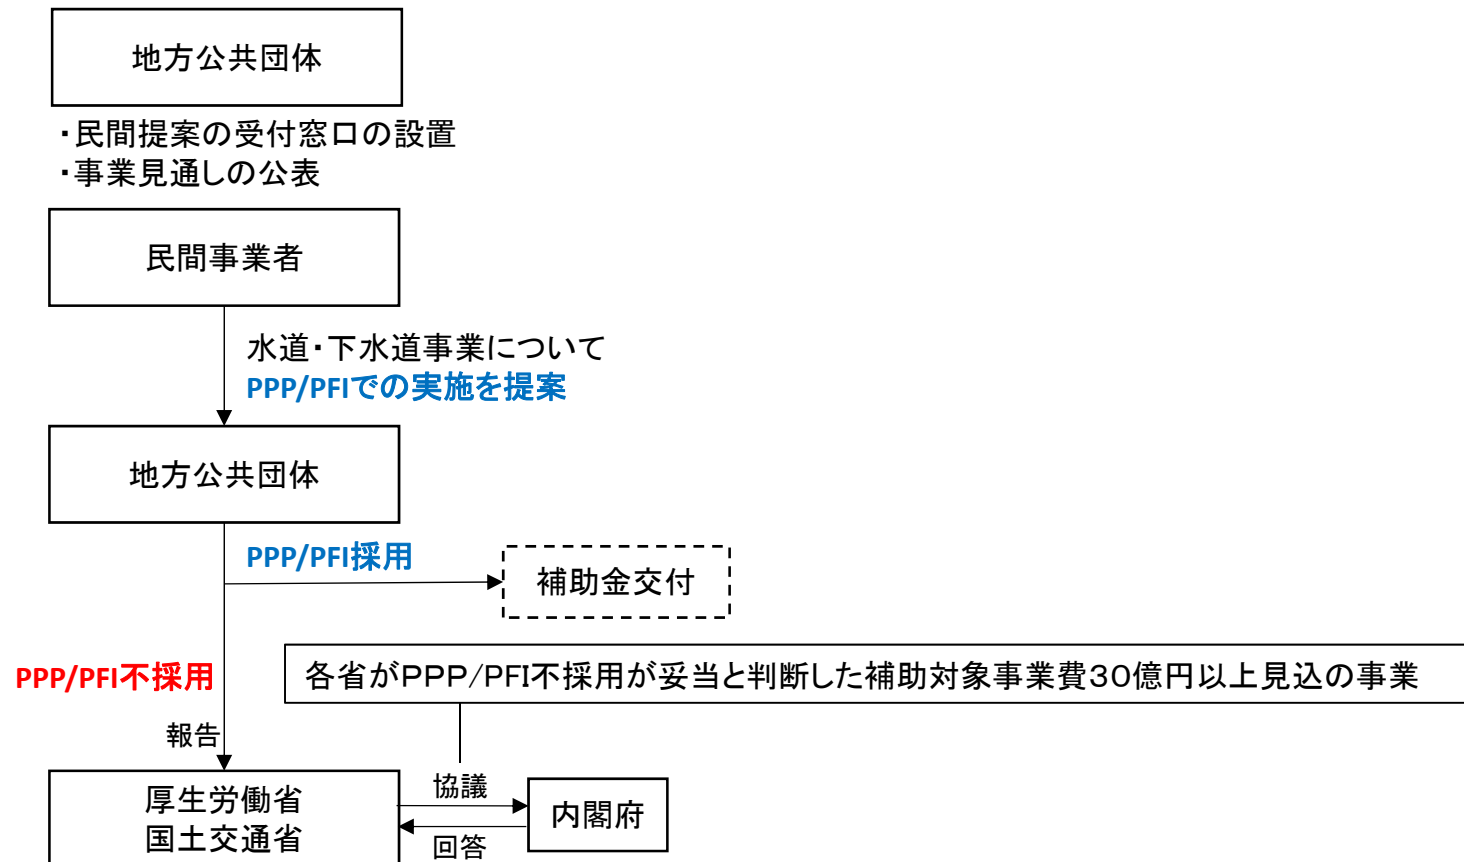 地方公共団体
・民間提案の受付窓口の設置
・事業見通しの公表
民間事業者
水道・下水道事業について
PPP/PFIでの実施を提案
地方公共団体
PPP/PFI採用
補助金交付
PPP/PFI不採用
各省がＰＰＰ/ＰＦＩ不採用が妥当と判断した補助対象事業費３０億円以上見込の事業
報告
厚生労働省
国土交通省
協議
内閣府
回答